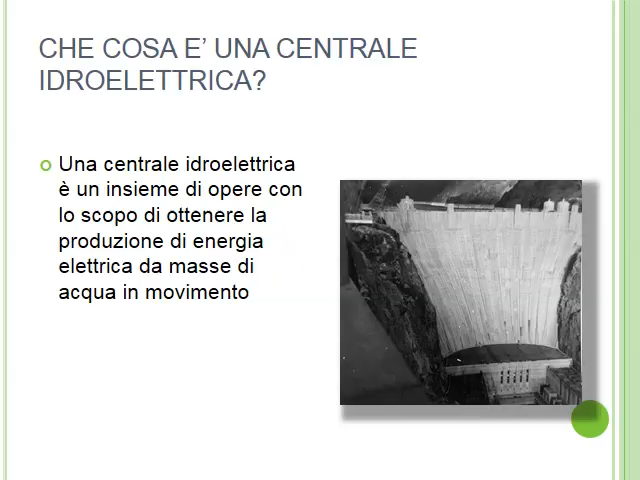 CHE COSA E’ UNA CENTRALE
IDROELETTRICA?
Una centrale idroelettrica
è un insieme di opere con
lo scopo di ottenere la
produzione di energia
elettrica da masse di
acqua in movimento